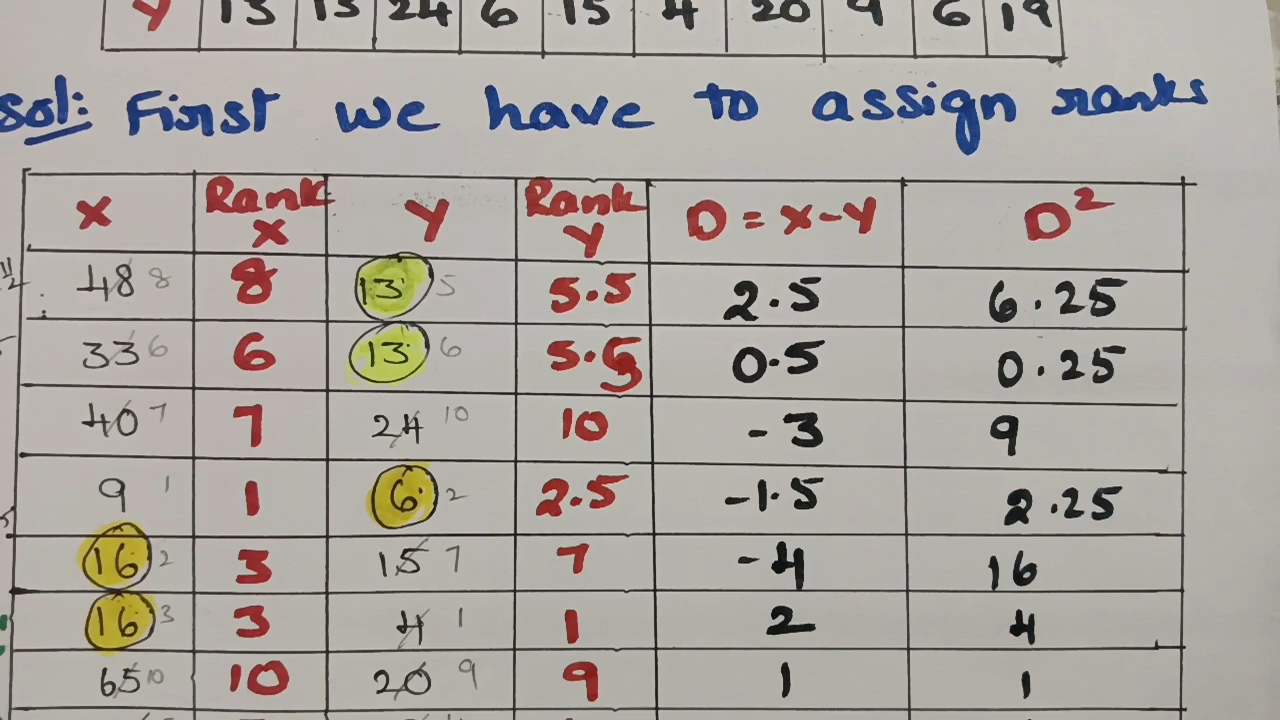 Y 13 13 24 6 15 4 20 9 6 19
Sol: First we have to assign ranks
X Rank X Y Rank Y D = X-Y D²
48 8 8 13 5 5.5 2.5 6.25
33 6 6 13 6 5.5 0.5 0.25
40 7 7 24 10 10 -3 9
9 1 1 6 2 2.5 -1.5 2.25
16 2 3 15 7 7 -4 16
16 3 3 4 1 1 2 4
65 10 10 20 9 9 1 1